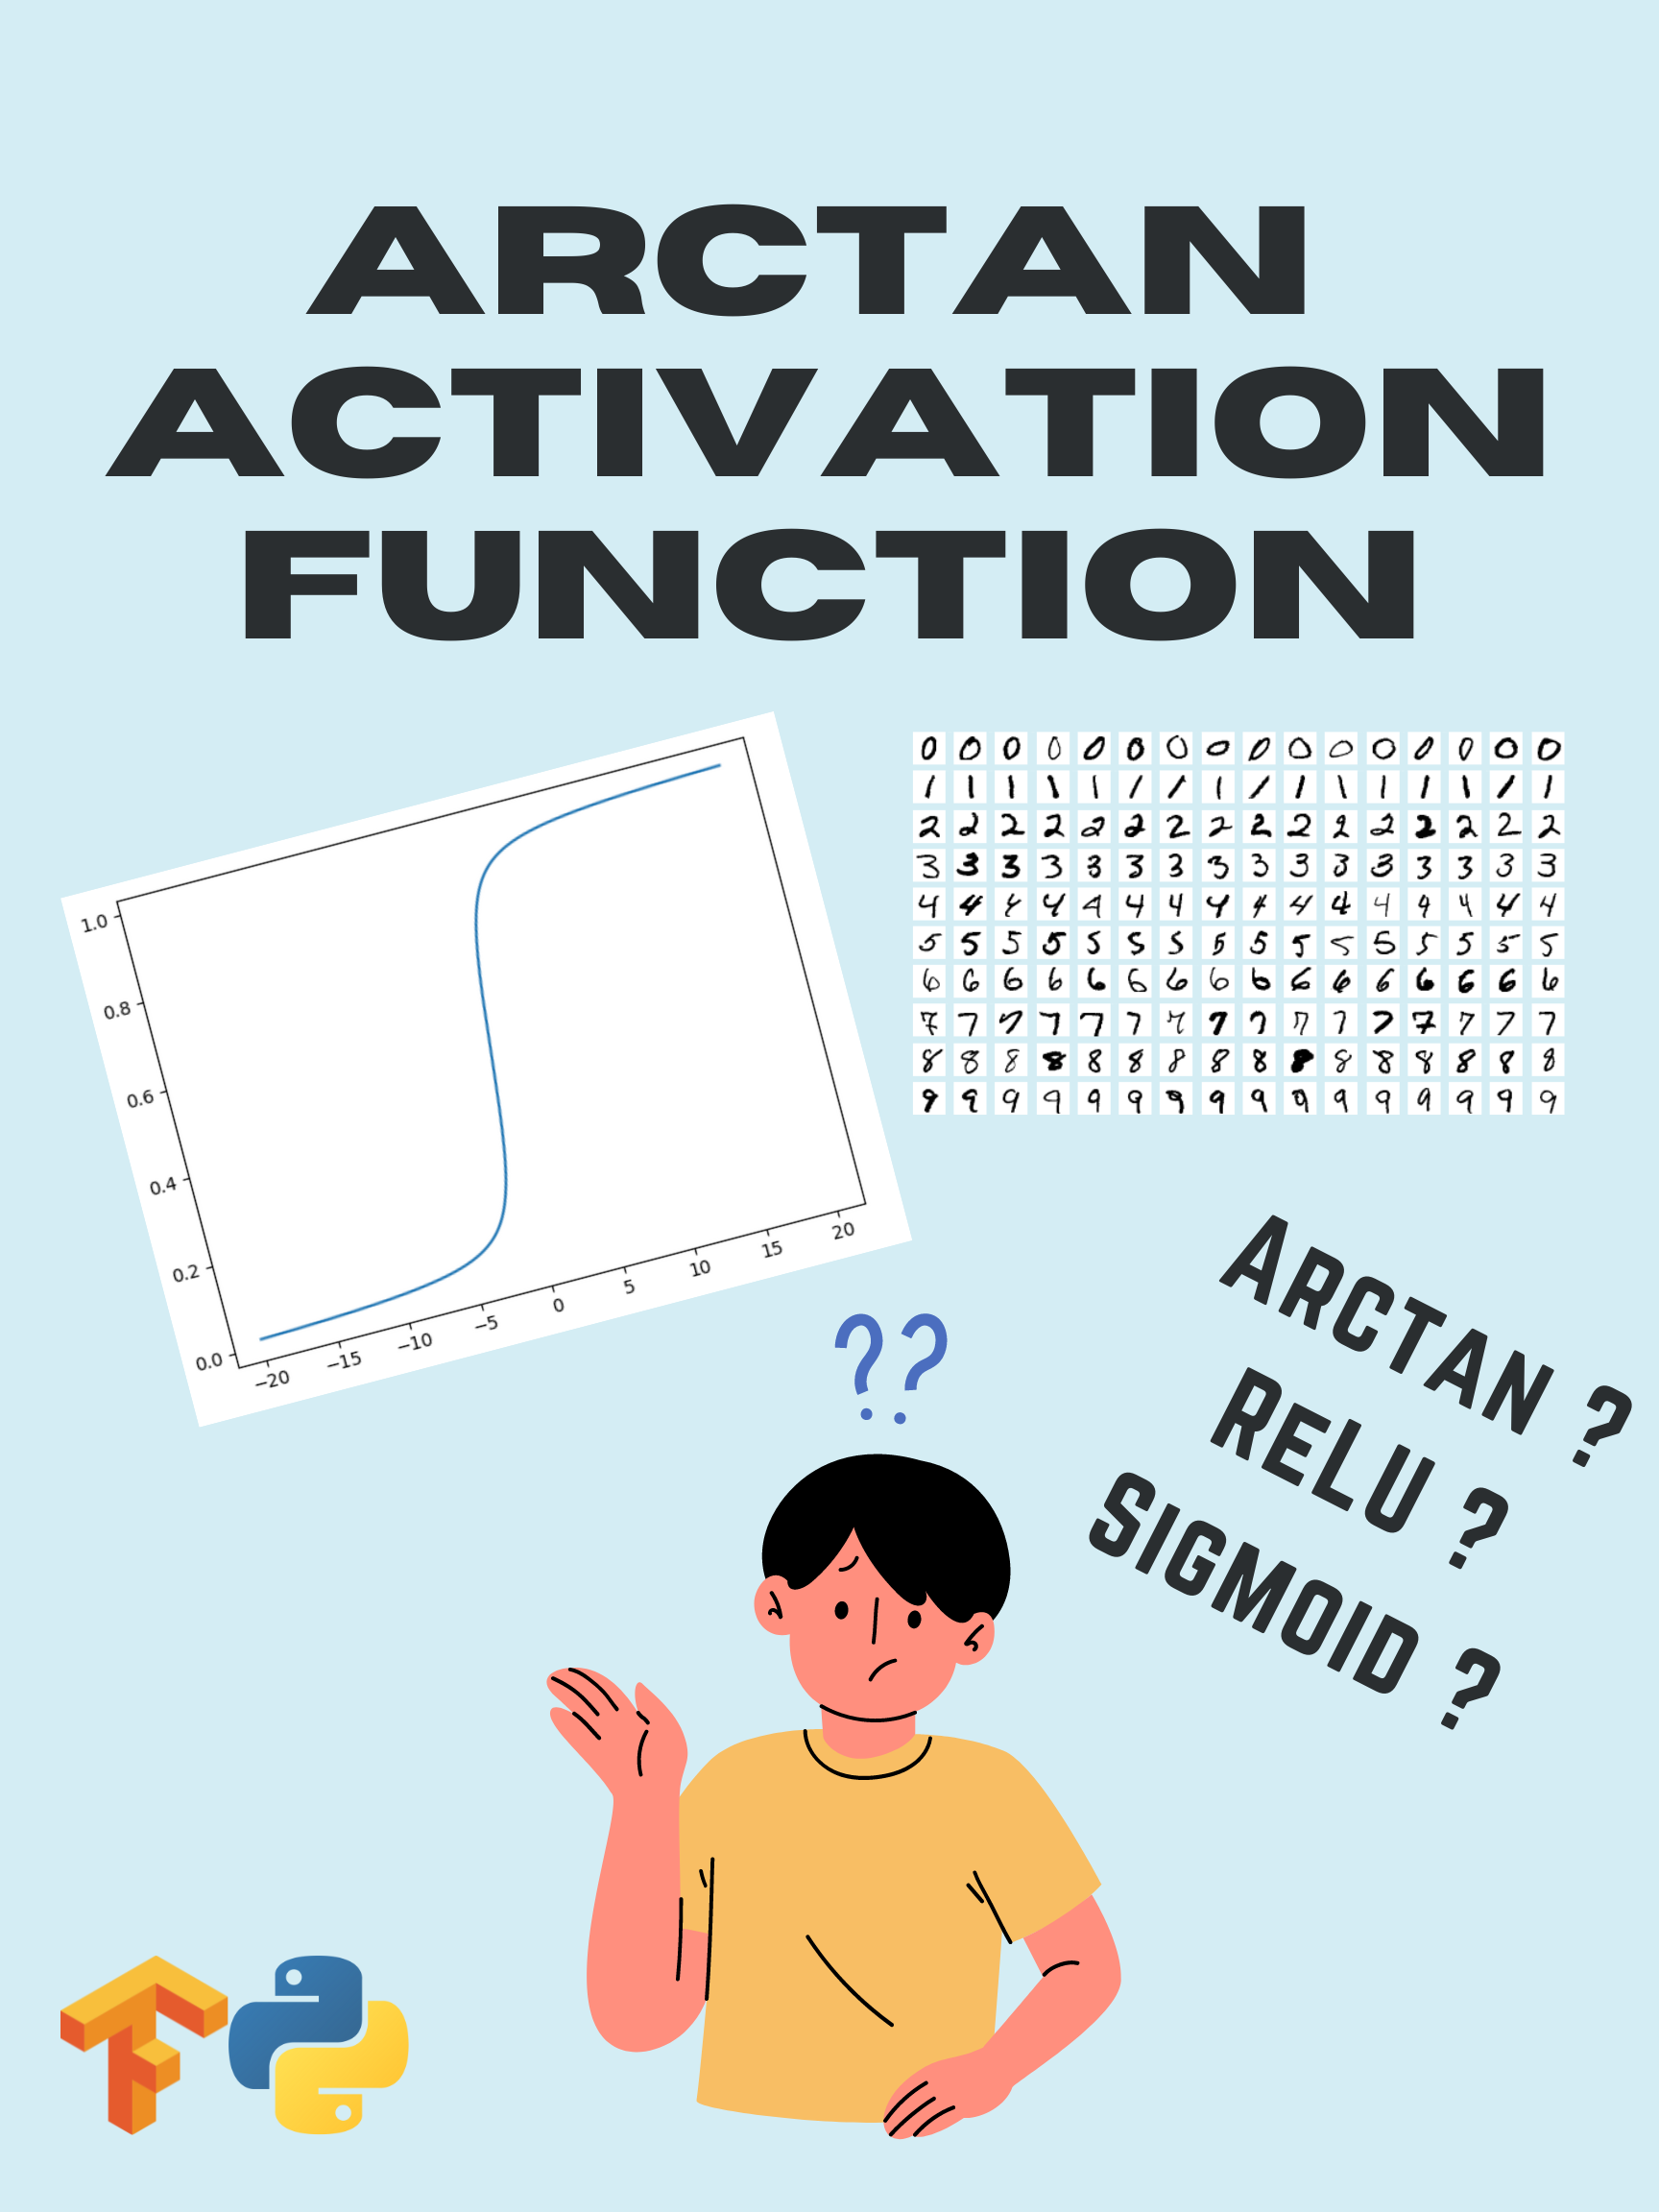 ARCTAN
ACTIVATION
FUNCTION
1.0
0.8
0.6
0.4
0.2
0.0
−20 −15 −10 −5 0 5 10 15 20
0 0 0 0 0 0 0 0 0 0 0 0 0 0 0 0
1 1 1 1 1 1 1 1 1 1 1 1 1 1 1 1
2 2 2 2 2 2 2 2 2 2 2 2 2 2 2 2
3 3 3 3 3 3 3 3 3 3 3 3 3 3 3 3
4 4 4 4 4 4 4 4 4 4 4 4 4 4 4 4
5 5 5 5 5 5 5 5 5 5 5 5 5 5 5 5
6 6 6 6 6 6 6 6 6 6 6 6 6 6 6 6
7 7 7 7 7 7 7 7 7 7 7 7 7 7 7 7
8 8 8 8 8 8 8 8 8 8 8 8 8 8 8 8
9 9 9 9 9 9 9 9 9 9 9 9 9 9 9 9
??
ARCTAN ?
RELU ?
SIGMOID ?